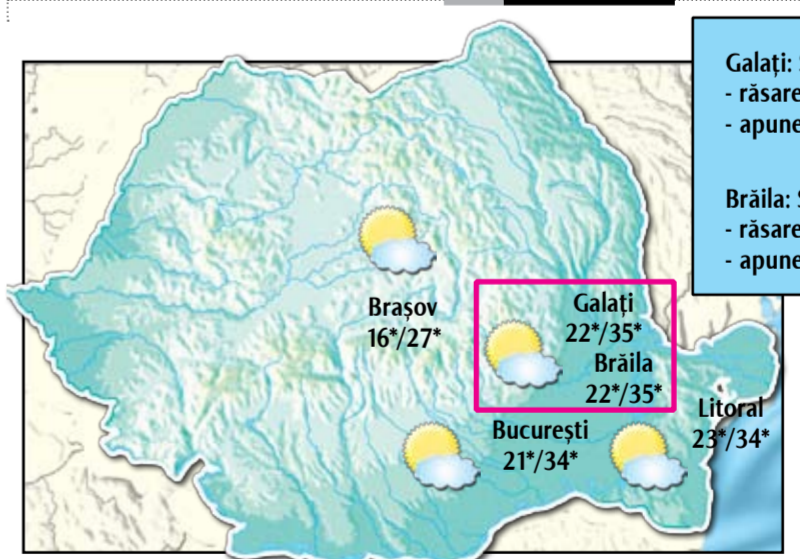 Galați:
- răsare
- apune
Brăila:
- răsare
- apune
Brașov
16*/27*
Galați
22*/35*
Brăila
22*/35*
București
21*/34*
Litoral
23*/34*